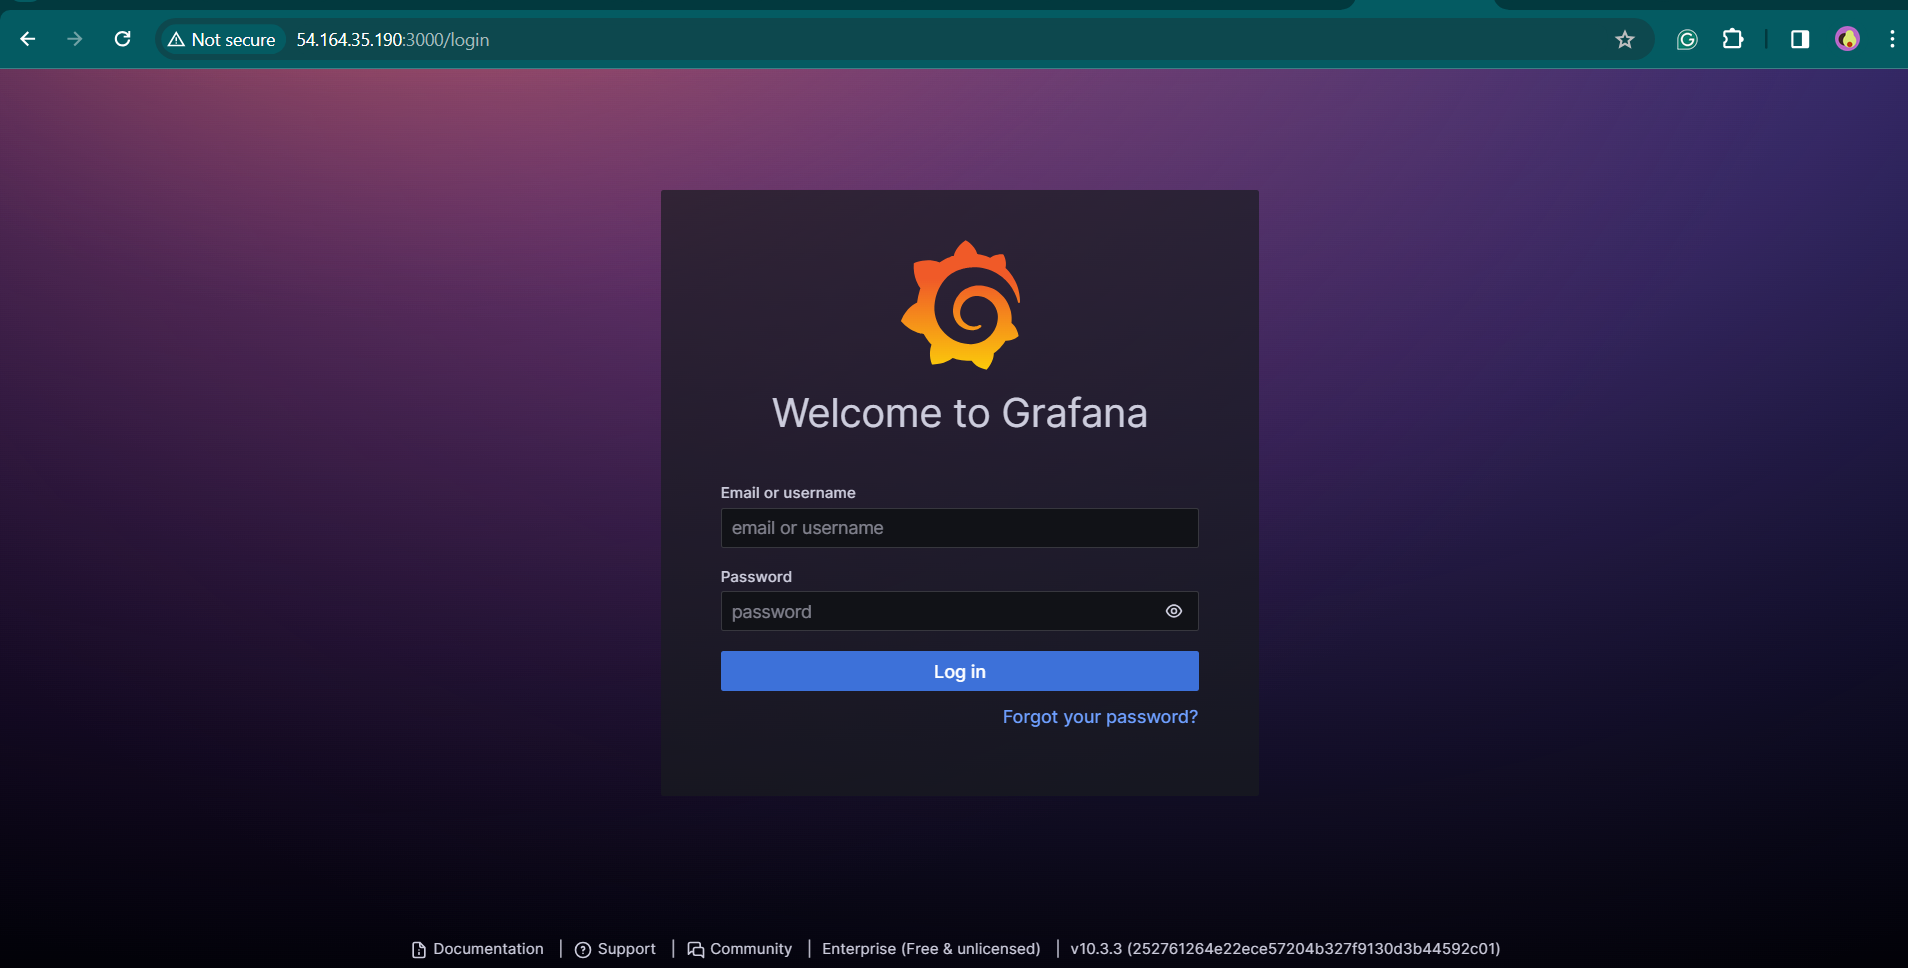 Not secure 54.164.35.190:3000/login
Welcome to Grafana
Email or username
email or username
Password
password
Log in
Forgot your password?
Documentation | Support | Community | Enterprise (Free & unlicensed) | v10.3.3 (252761264e22ece57204b327f9130d3b44592c01)